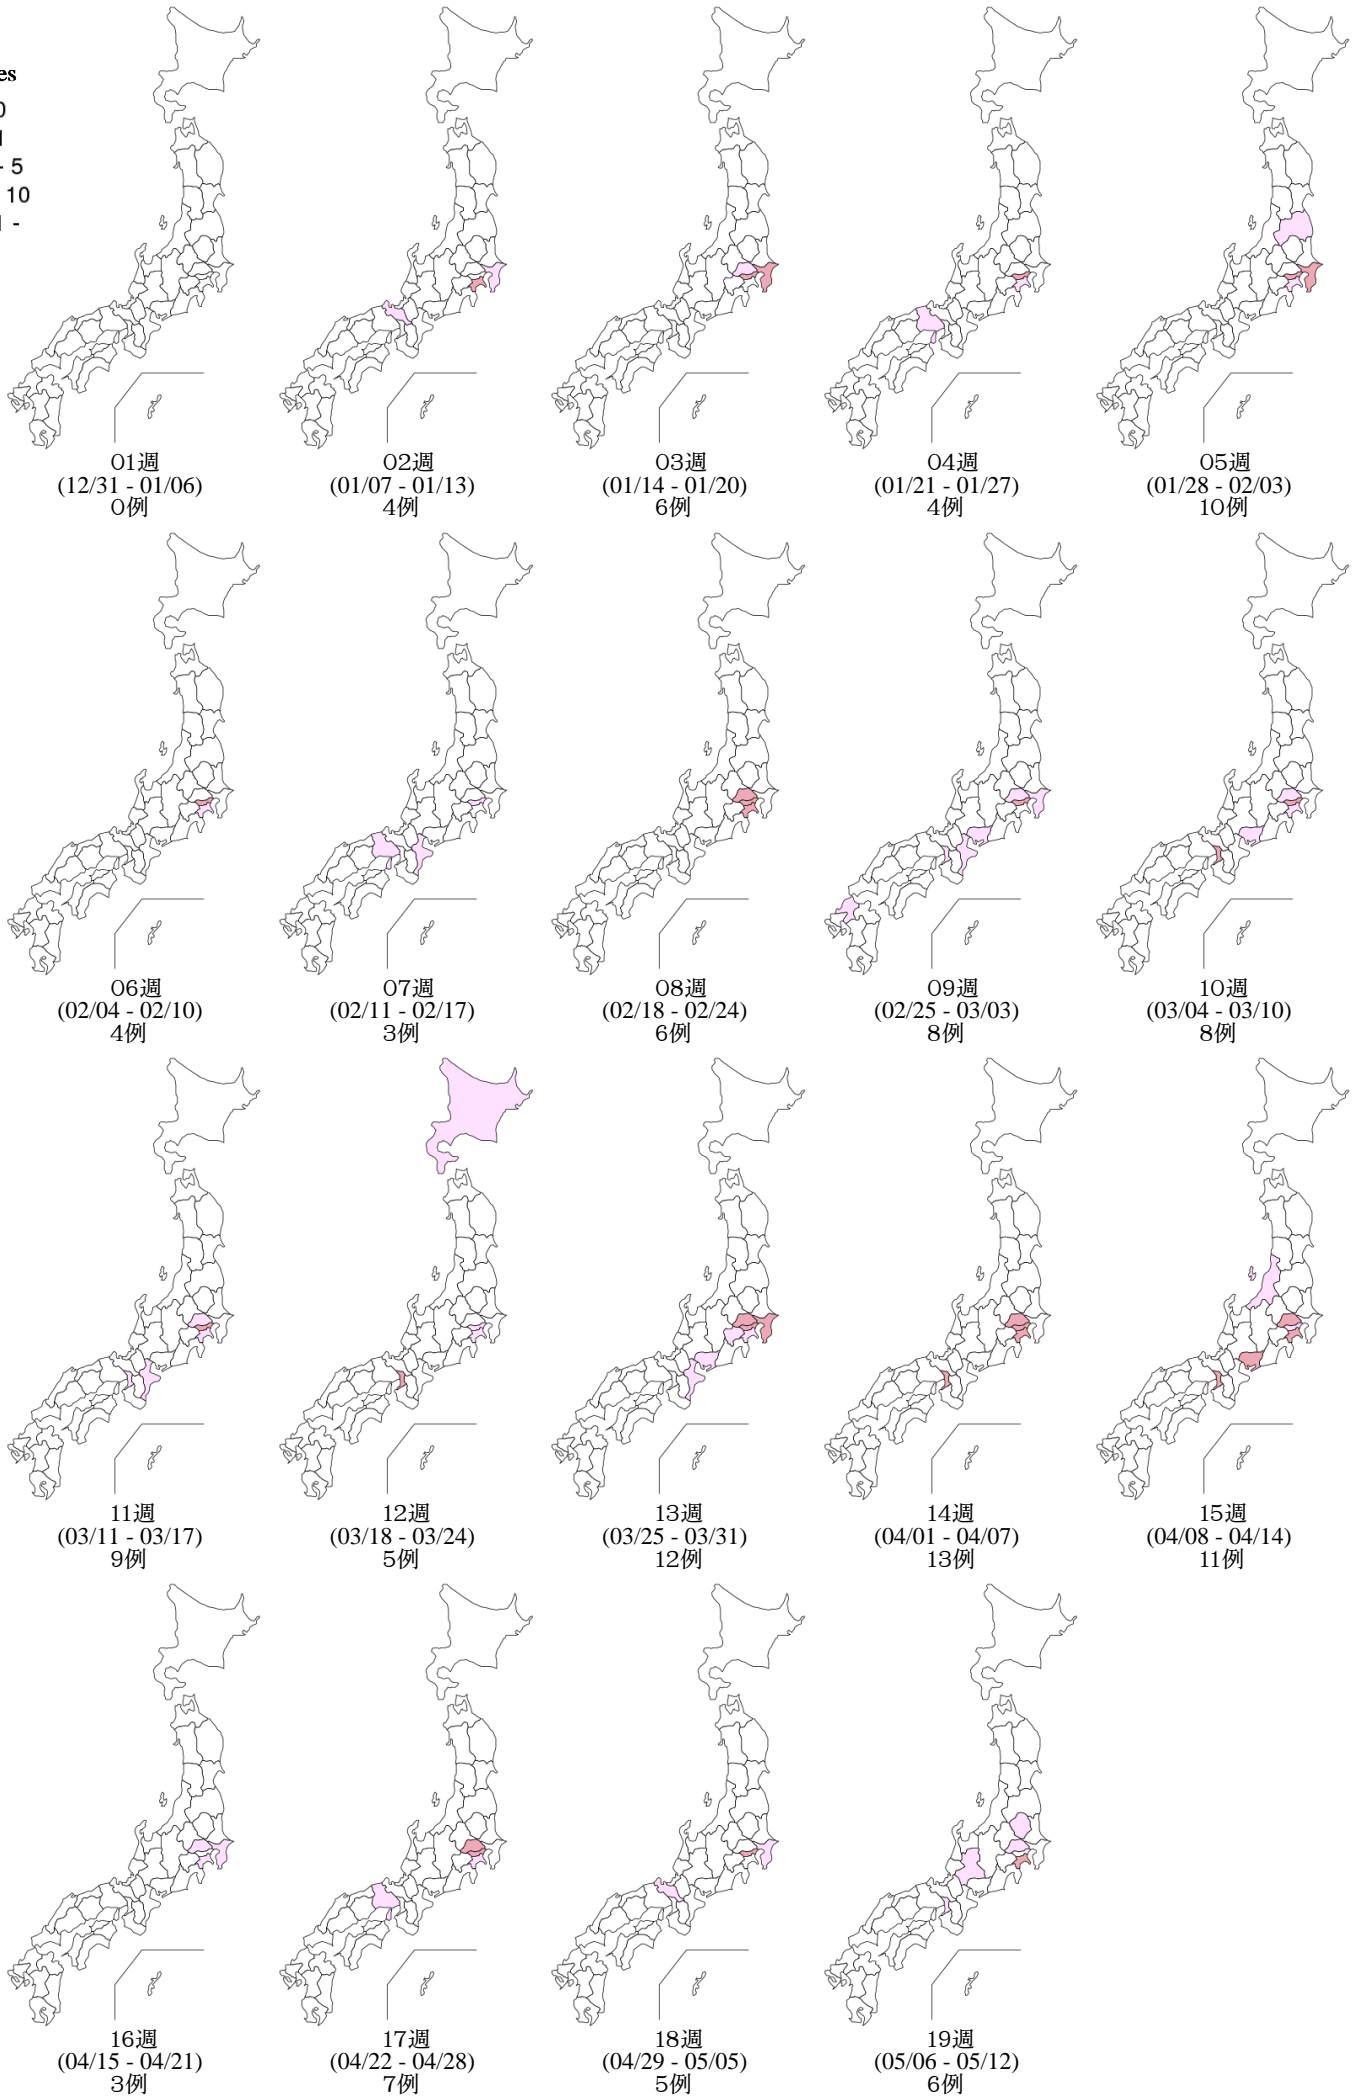 es
0
- 5
10
-
01週
(12/31 - 01/06)
0例
02週
(01/07 - 01/13)
4例
03週
(01/14 - 01/20)
6例
04週
(01/21 - 01/27)
4例
05週
(01/28 - 02/03)
10例
06週
(02/04 - 02/10)
4例
07週
(02/11 - 02/17)
3例
08週
(02/18 - 02/24)
6例
09週
(02/25 - 03/03)
8例
10週
(03/04 - 03/10)
8例
11週
(03/11 - 03/17)
9例
12週
(03/18 - 03/24)
5例
13週
(03/25 - 03/31)
12例
14週
(04/01 - 04/07)
13例
15週
(04/08 - 04/14)
11例
16週
(04/15 - 04/21)
3例
17週
(04/22 - 04/28)
7例
18週
(04/29 - 05/05)
5例
19週
(05/06 - 05/12)
6例